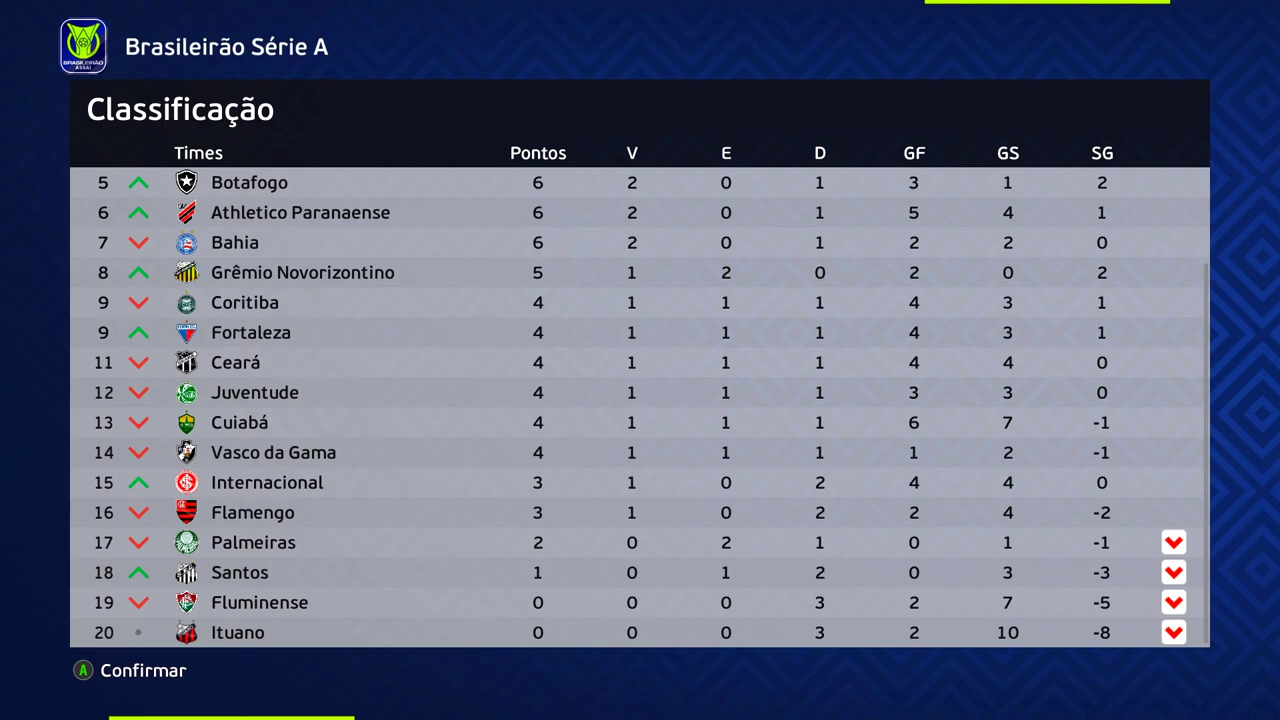 BRASILEIRÃO
ASSAÍ
Brasileirão Série A
Classificação
Times Pontos V E D GF GS SG
5 Botafogo 6 2 0 1 3 1 2
6 Athletico Paranaense 6 2 0 1 5 4 1
7 Bahia 6 2 0 1 2 2 0
8 Grêmio Novorizontino 5 1 2 0 2 0 2
9 Coritiba 4 1 1 1 4 3 1
9 Fortaleza 4 1 1 1 4 3 1
11 Ceará 4 1 1 1 4 4 0
12 Juventude 4 1 1 1 3 3 0
13 Cuiabá 4 1 1 1 6 7 -1
14 Vasco da Gama 4 1 1 1 1 2 -1
15 Internacional 3 1 0 2 4 4 0
16 Flamengo 3 1 0 2 2 4 -2
17 Palmeiras 2 0 2 1 0 1 -1
18 Santos 1 0 1 2 0 3 -3
19 Fluminense 0 0 0 3 2 7 -5
20 Ituano 0 0 0 3 2 10 -8
A Confirmar